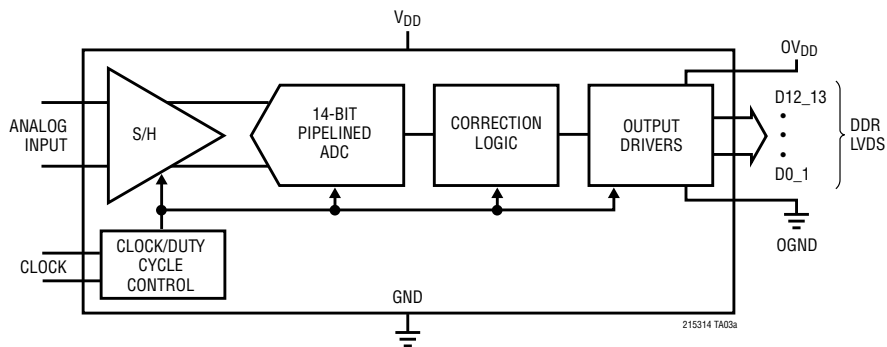 VDD
OVDD
D12_13
ANALOG
INPUT
S/H
14-BIT
PIPELINED
ADC
CORRECTION
LOGIC
OUTPUT
DRIVERS
DDR
LVDS
D0_1
OGND
CLOCK
CLOCK/DUTY
CYCLE
CONTROL
GND
215314 TA03a